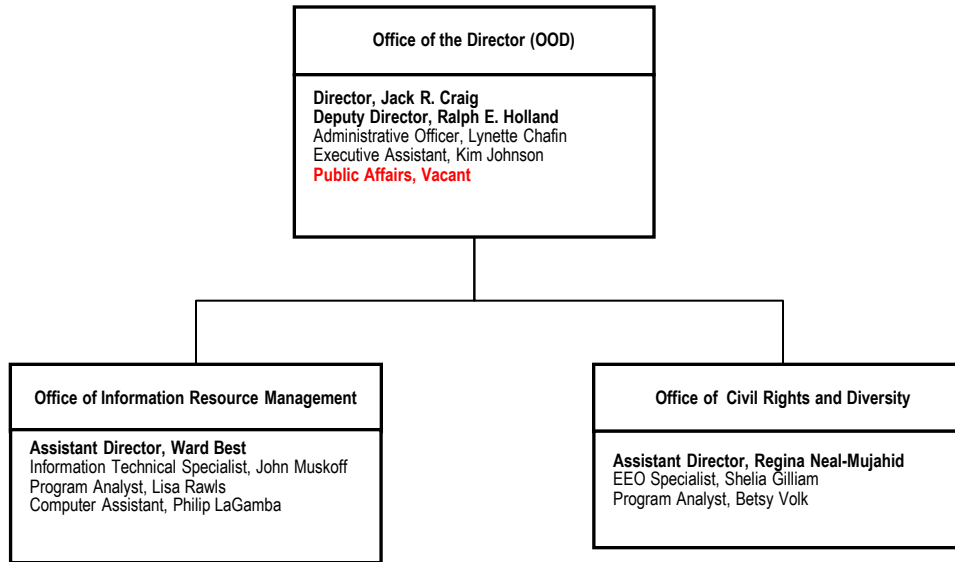 Office of the Director (OOD)
Director, Jack R. Craig
Deputy Director, Ralph E. Holland
Administrative Officer, Lynette Chafin
Executive Assistant, Kim Johnson
Public Affairs, Vacant
Office of Information Resource Management
Assistant Director, Ward Best
Information Technical Specialist, John Muskoff
Program Analyst, Lisa Rawls
Computer Assistant, Philip LaGamba
Office of Civil Rights and Diversity
Assistant Director, Regina Neal-Mujahid
EEO Specialist, Shelia Gilliam
Program Analyst, Betsy Volk